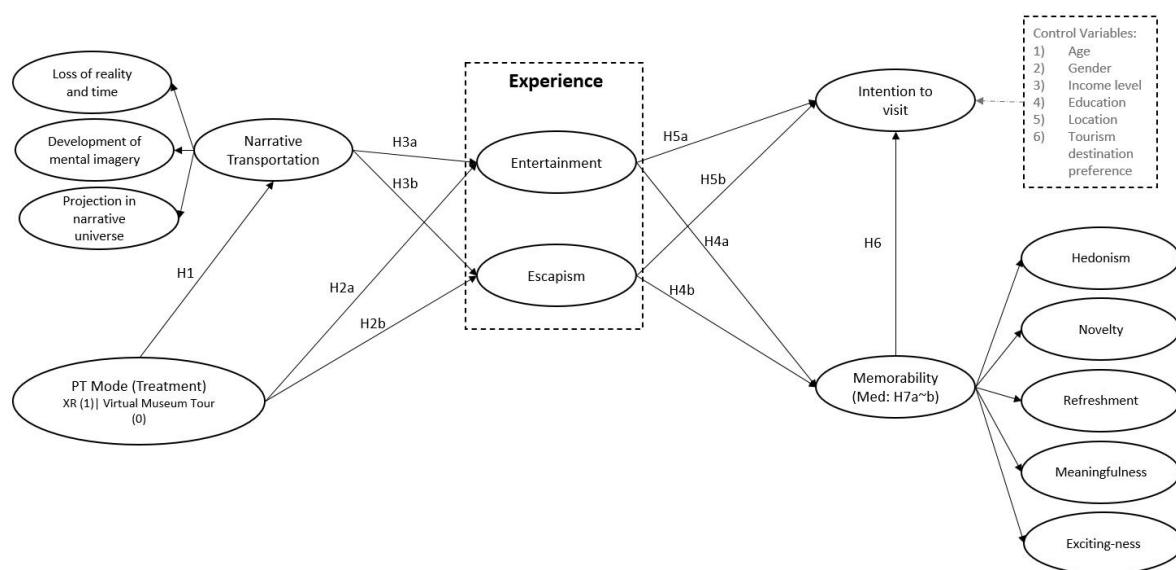 Loss of reality
and time
Development of
mental imagery
Projection in
narrative
universe
Narrative
Transportation
H1
PT Mode (Treatment)
XR (1)| Virtual Museum Tour
(0)
H3a
H3b
H2a
H2b
Experience
Entertainment
Escapism
H5a
H5b
H4a
H4b
Intention to
visit
H6
Memorability
(Med: H7a~b)
Control Variables:
1) Age
2) Gender
3) Income level
4) Education
5) Location
6) Tourism
destination
preference
Hedonism
Novelty
Refreshment
Meaningfulness
Exciting-ness